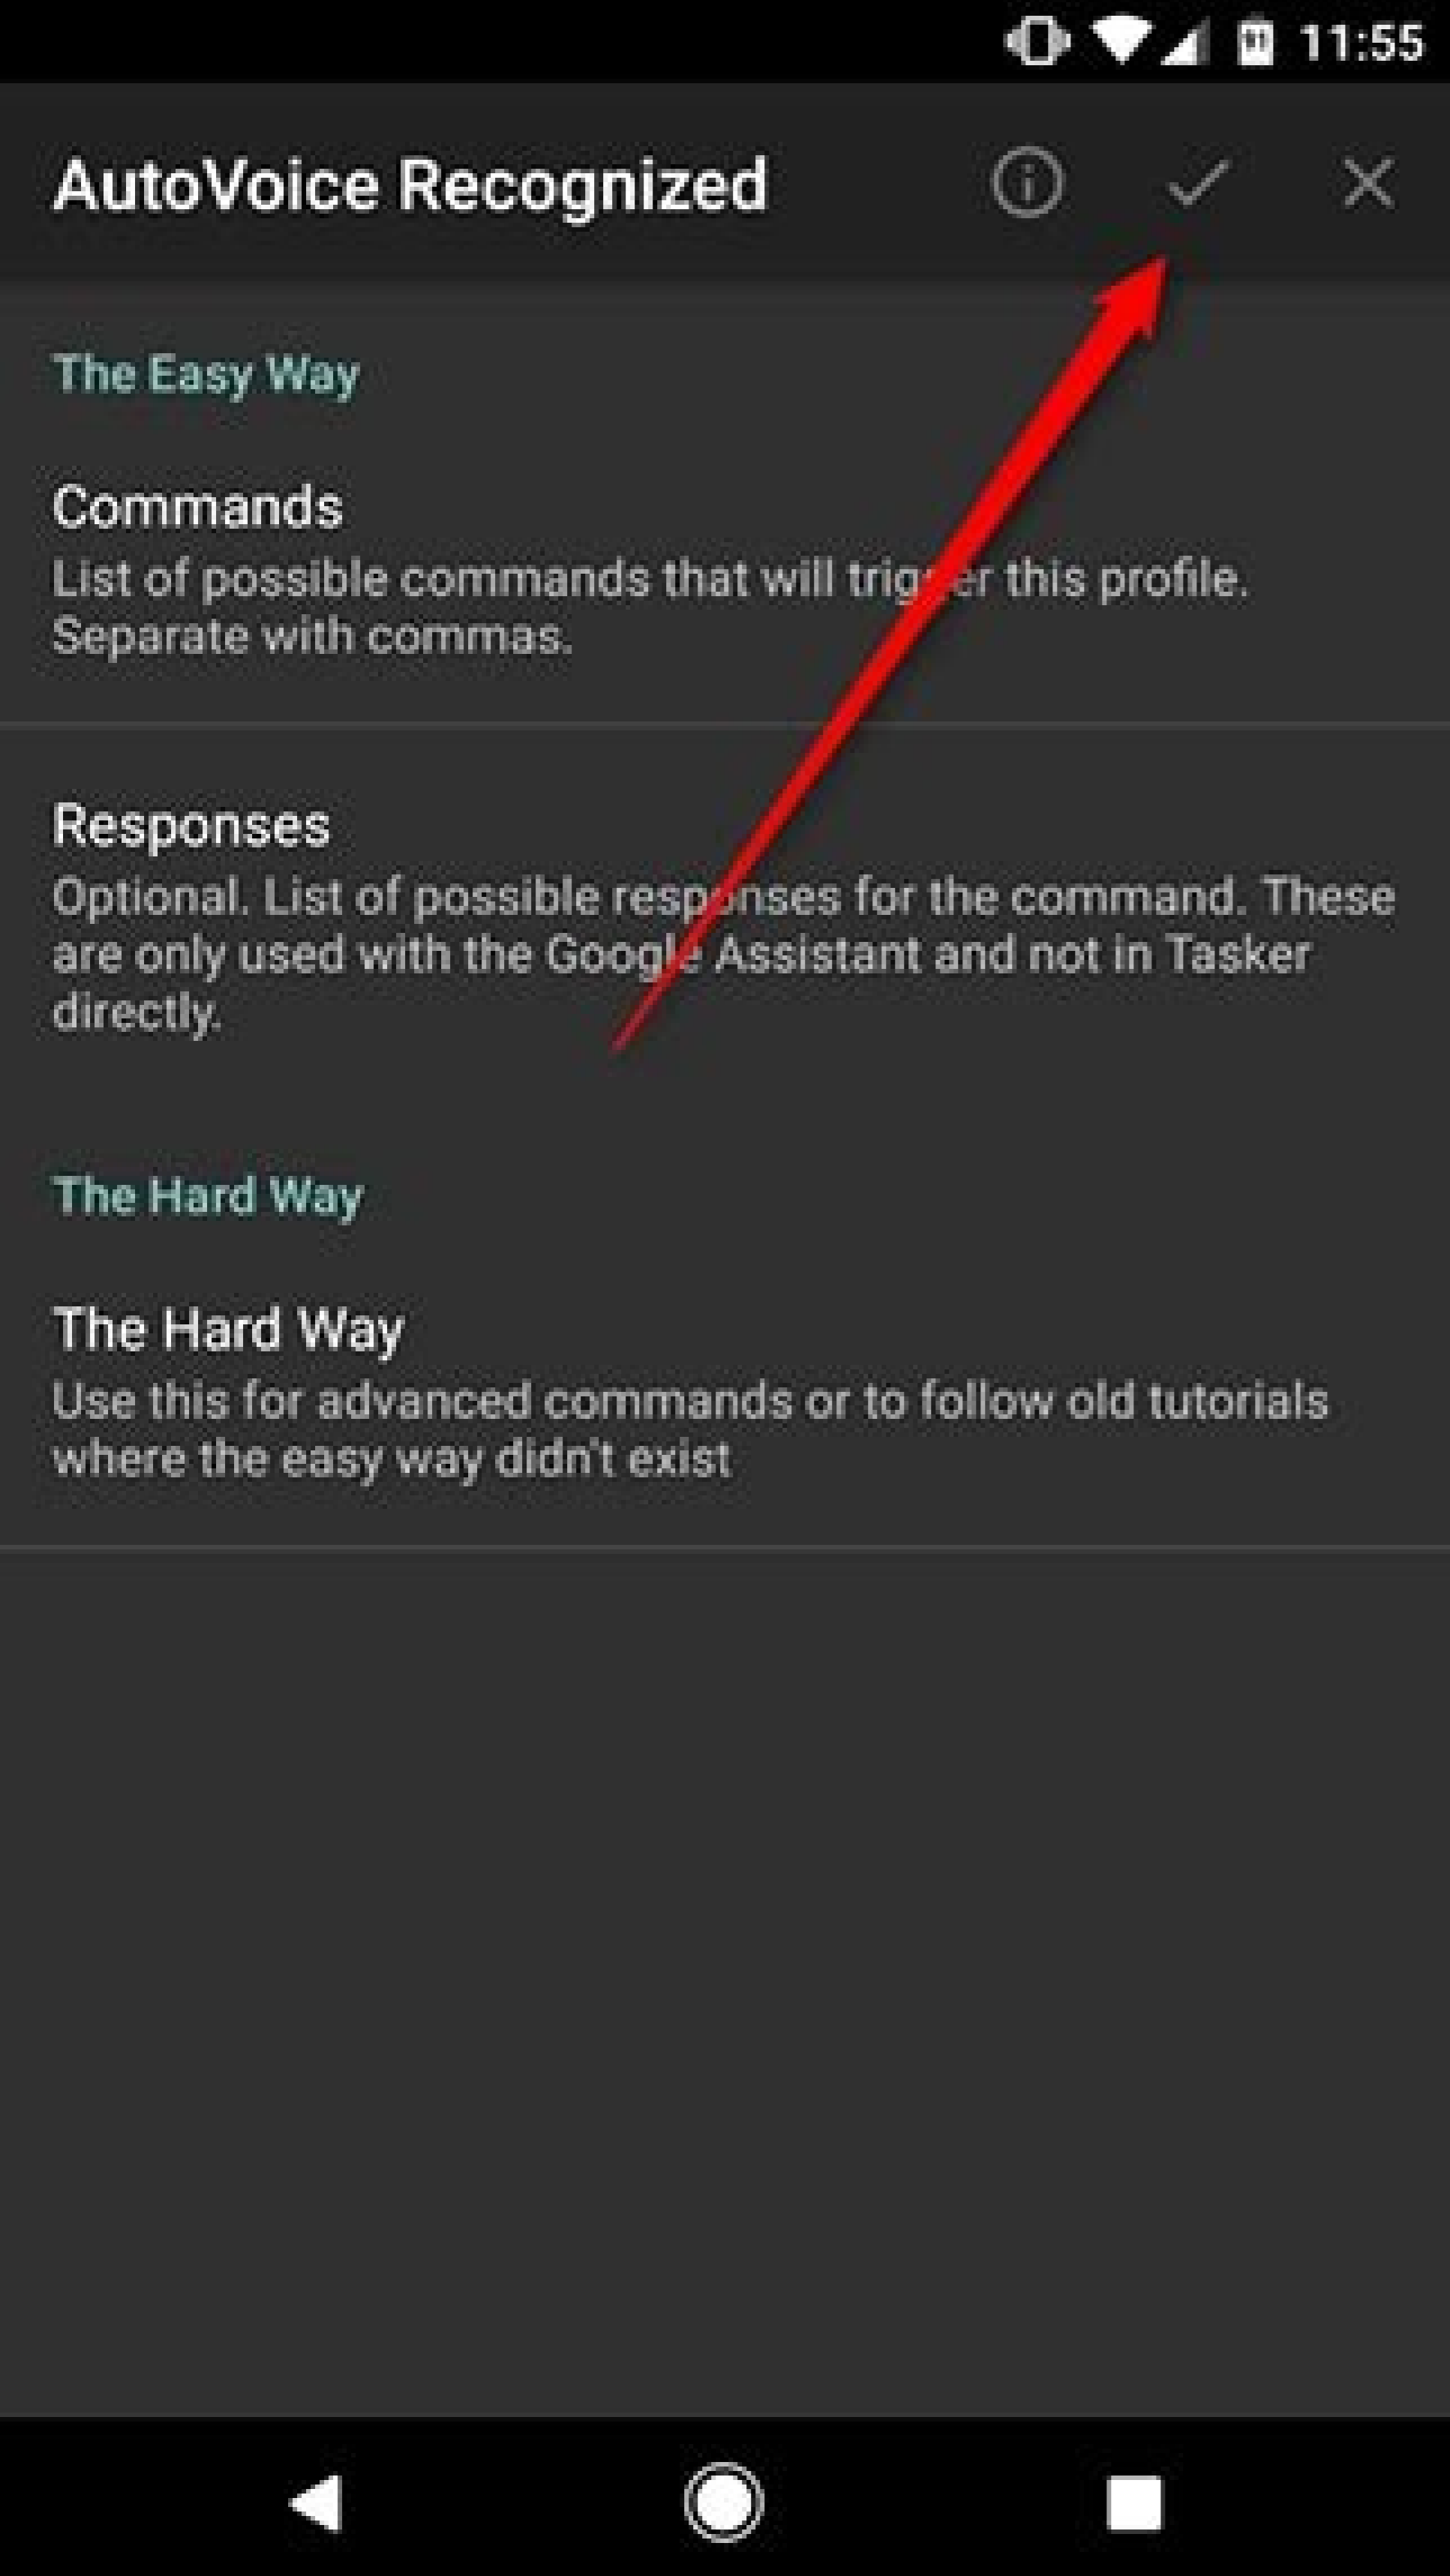 11:55
AutoVoice Recognized
The Easy Way
Commands
List of possible commands that will trigger this profile.
Separate with commas.
Responses
Optional. List of possible responses for the command. These
are only used with the Google Assistant and not in Tasker
directly.
The Hard Way
The Hard Way
Use this for advanced commands or to follow old tutorials
where the easy way didn't exist